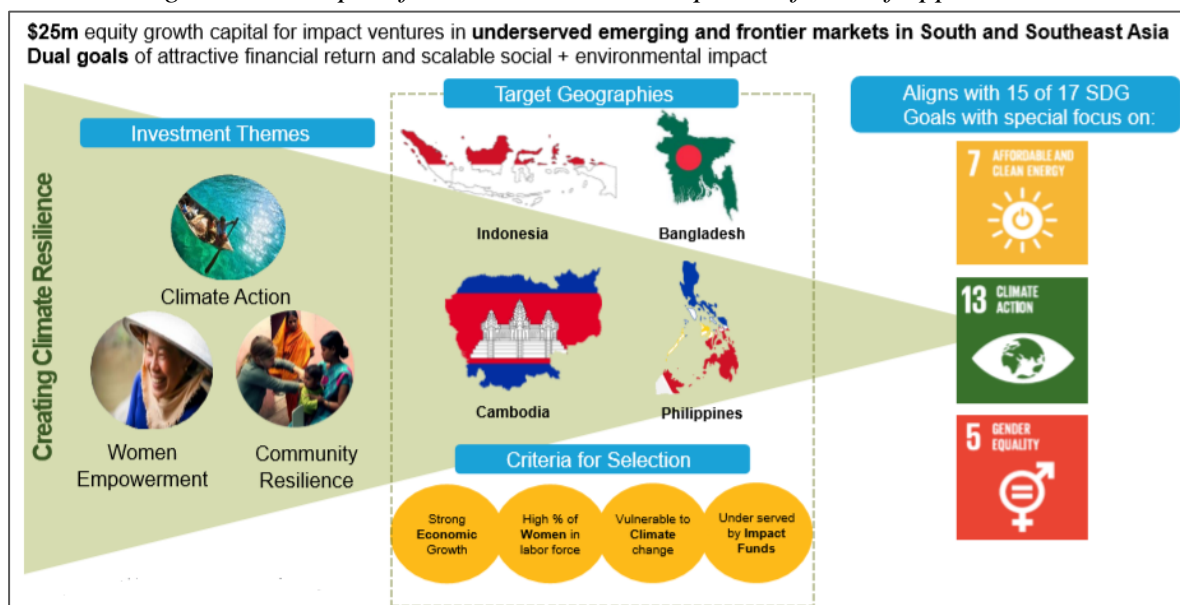 $25m equity growth capital for impact ventures in underserved emerging and frontier markets in South and Southeast Asia
Dual goals of attractive financial return and scalable social + environmental impact
Creating Climate Resilience
Investment Themes
Climate Action
Women
Empowerment
Community
Resilience
Target Geographies
Indonesia
Bangladesh
Cambodia
Philippines
Criteria for Selection
Strong
Economic
Growth
High % of
Women in
labor force
Vulnerable to
Climate
change
Under served
by Impact
Funds
Aligns with 15 of 17 SDG
Goals with special focus on:
7 AFFORDABLE AND
CLEAN ENERGY
13 CLIMATE
ACTION
5 GENDER
EQUALITY